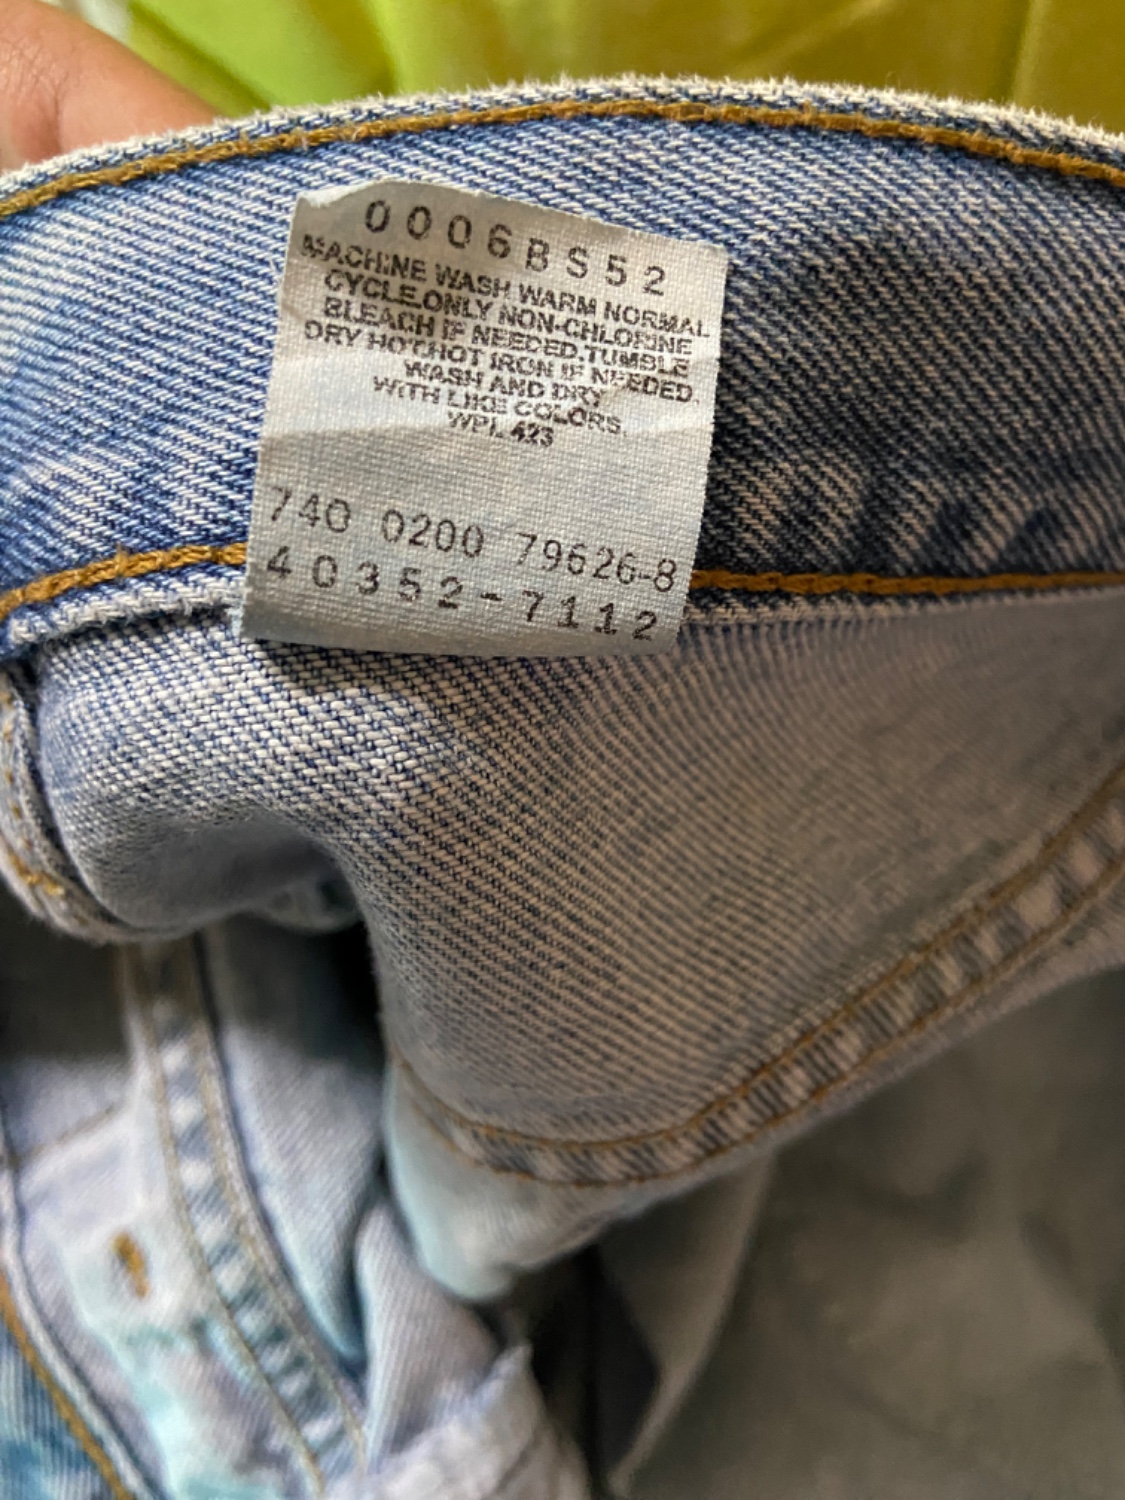 0006BS52
MACHINE WASH WARM NORMAL
CYCLE.ONLY NON-CHLORINE
BLEACH IF NEEDED.TUMBLE
DRY HOT.HOT IRON IF NEEDED.
WASH AND DRY
WITH LIKE COLORS.
WPL 423
740 0200 79626-8
40352-7112